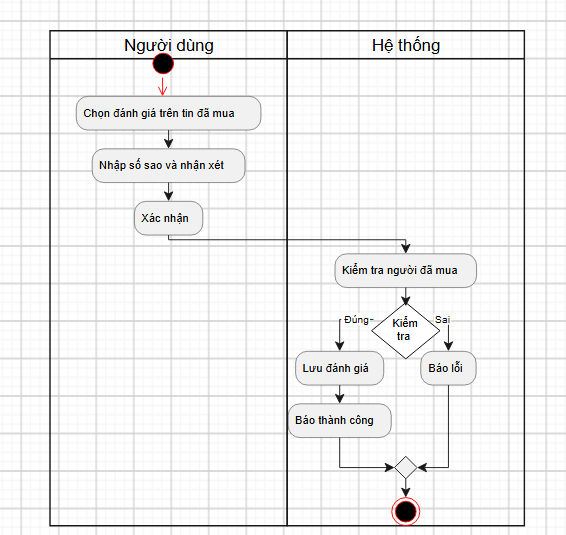 Người dùng
Hệ thống
Chọn đánh giá trên tin đã mua
Nhập số sao và nhận xét
Xác nhận
Kiểm tra người đã mua
Đúng
Kiểm
tra
Sai
Lưu đánh giá
Báo lỗi
Báo thành công